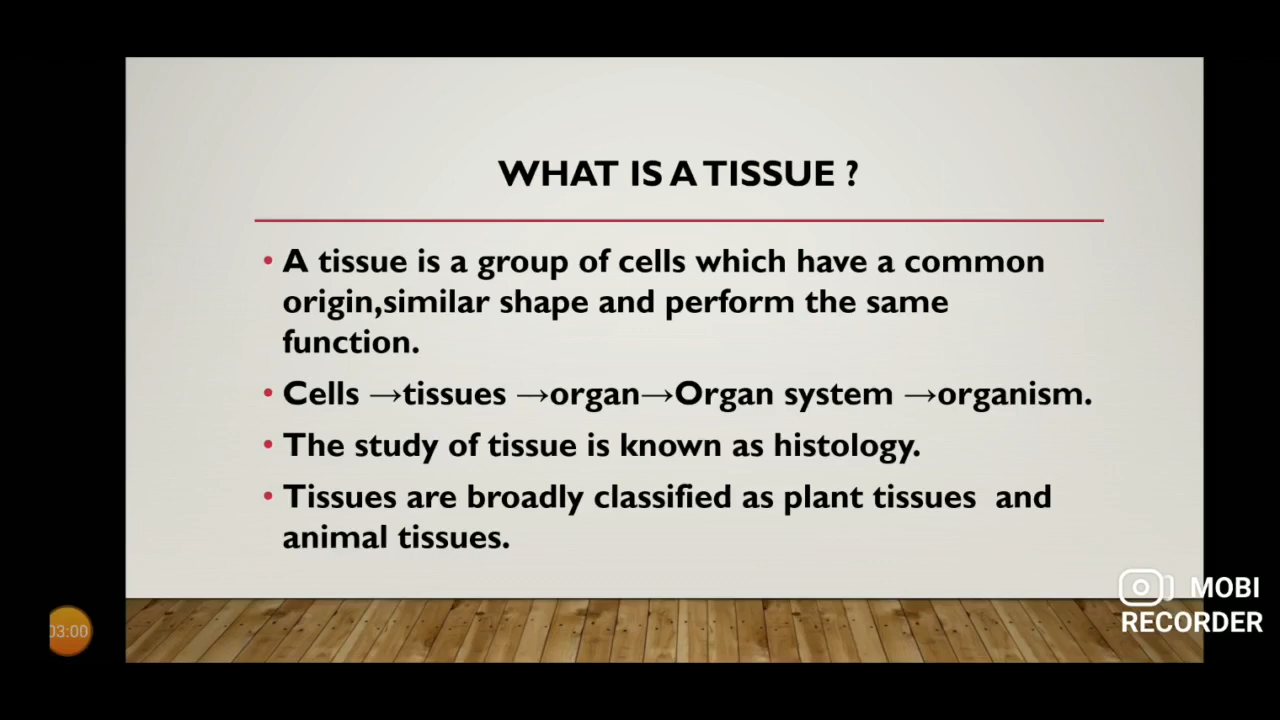 WHAT IS A TISSUE ?
• A tissue is a group of cells which have a common
origin,similar shape and perform the same
function.
• Cells →tissues →organ→Organ system →organism.
• The study of tissue is known as histology.
• Tissues are broadly classified as plant tissues and
animal tissues.
MOBI
RECORDER
03:00